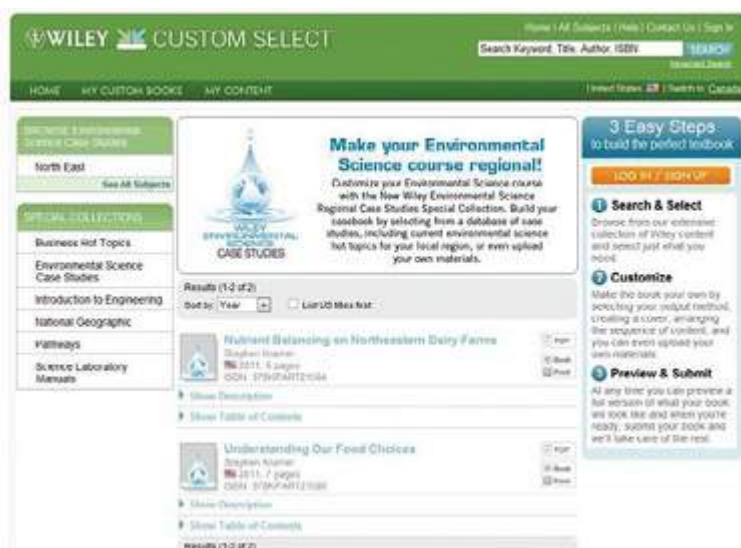 WILEY CUSTOM SELECT
Home | All Subjects | Help | Contact Us | Sign In
Search Keyword, Title, Author, ISBN
SEARCH
Advanced Search
HOME MY CUSTOM BOOKS MY CONTENT
United States | Switch to: Canada
BROWSE Environmental
Science Case Studies
North East
See All Subjects
SPECIAL COLLECTIONS
Business Hot Topics
Environmental Science
Case Studies
Introduction to Engineering
National Geographic
Pathways
Science Laboratory
Manuals
WILEY
ENVIRONMENTAL
SCIENCE
CASE STUDIES
Make your Environmental
Science course regional!
Customize your Environmental Science course
with the New Wiley Environmental Science
Regional Case Studies Special Collection. Build your
casebook by selecting from a database of case
studies, including current environmental science
hot topics for your local region, or even upload
your own materials.
Results (1-2 of 2)
Sort by: Year
List US titles first
Nutrient Balancing on Northeastern Dairy Farms
Stephen Kramer
2011, 6 pages
ISBN:
PDF
Book
Print
Show Description
Show Table of Contents
Understanding Our Food Choices
Stephen Kramer
2011, 7 pages
ISBN:
PDF
Book
Print
Show Description
Show Table of Contents
Results (1-2 of 2)
3 Easy Steps
to build the perfect textbook
LOG IN / SIGN UP
1 Search & Select
Browse from our extensive
collection of Wiley content
and select just what you
need.
2 Customize
Make the book your own by
selecting your output method,
creating a cover, arranging
the sequence of content, and
you can even upload your
own materials.
3 Preview & Submit
At any time you can preview a
full version of what your book
will look like and when you're
ready, submit your book and
we'll take care of the rest.